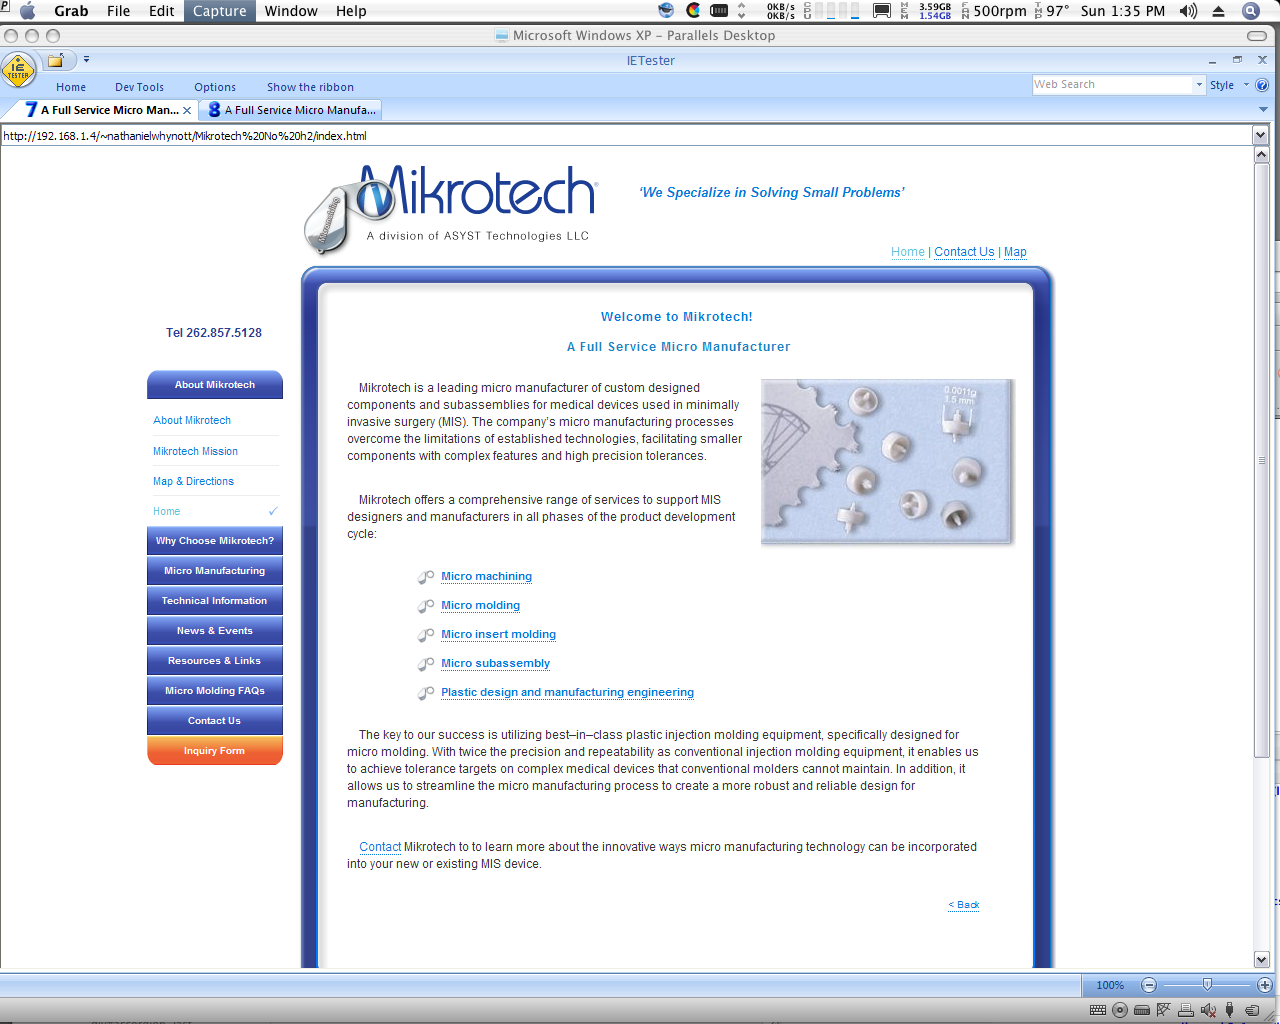 Grab File Edit Capture Window Help 0KB/s 0KB/s CPU MEM 3.59GB 1.54GB FAN 500rpm TMP 97° Sun 1:35 PM
Microsoft Windows XP – Parallels Desktop
IETester
Home Dev Tools Options Show the ribbon Web Search Style
7 A Full Service Micro Man... 8 A Full Service Micro Manufa...
http://192.168.1.4/~nathanielwhynott/Mikrotech%20No%20h2/index.html
Mikrotech®
Micromolding
A division of ASYST Technologies LLC
‘We Specialize in Solving Small Problems’
Home | Contact Us | Map
Tel 262.857.5128
About Mikrotech
About Mikrotech
Mikrotech Mission
Map & Directions
Home
Why Choose Mikrotech?
Micro Manufacturing
Technical Information
News & Events
Resources & Links
Micro Molding FAQs
Contact Us
Inquiry Form
Welcome to Mikrotech!
A Full Service Micro Manufacturer
Mikrotech is a leading micro manufacturer of custom designed
components and subassemblies for medical devices used in minimally
invasive surgery (MIS). The company’s micro manufacturing processes
overcome the limitations of established technologies, facilitating smaller
components with complex features and high precision tolerances.
0.0011g
1.5 mm
Mikrotech offers a comprehensive range of services to support MIS
designers and manufacturers in all phases of the product development
cycle:
Micro machining
Micro molding
Micro insert molding
Micro subassembly
Plastic design and manufacturing engineering
The key to our success is utilizing best–in–class plastic injection molding equipment, specifically designed for
micro molding. With twice the precision and repeatability as conventional injection molding equipment, it enables us
to achieve tolerance targets on complex medical devices that conventional molders cannot maintain. In addition, it
allows us to streamline the micro manufacturing process to create a more robust and reliable design for
manufacturing.
Contact Mikrotech to to learn more about the innovative ways micro manufacturing technology can be incorporated
into your new or existing MIS device.
< Back
100%